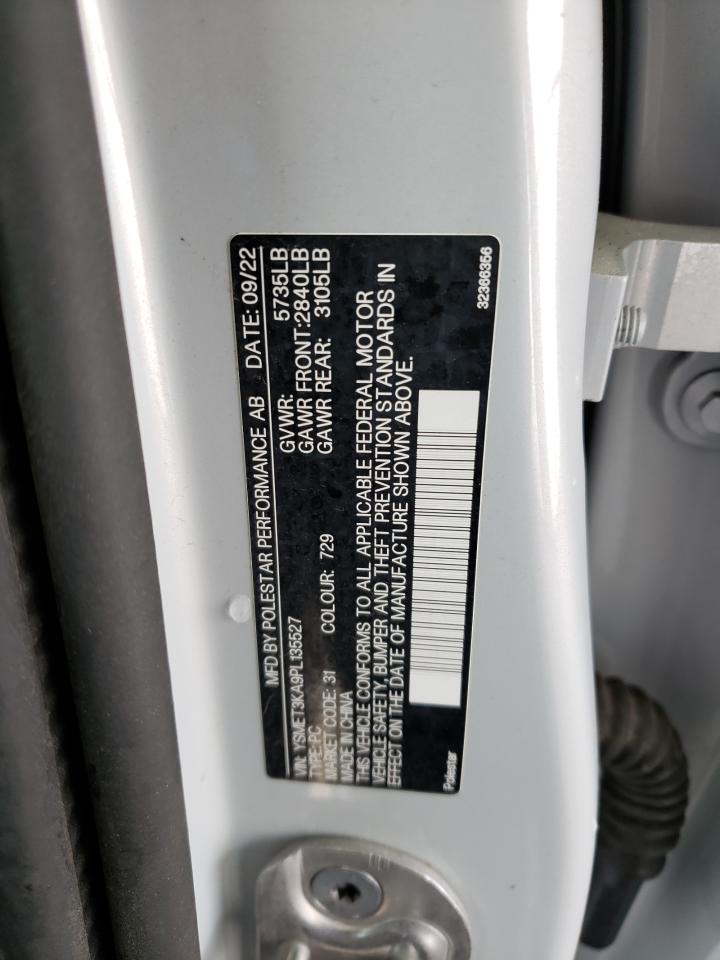 MFD BY POLESTAR PERFORMANCE AB DATE: 09/22
VIN: YSMET3KA9PL135527 GVWR: 5735LB
TYPE: PC GAWR FRONT: 2840LB
MARKET CODE: 31 COLOUR: 729 GAWR REAR: 3105LB
MADE IN CHINA
THIS VEHICLE CONFORMS TO ALL APPLICABLE FEDERAL MOTOR
VEHICLE SAFETY, BUMPER AND THEFT PREVENTION STANDARDS IN
EFFECT ON THE DATE OF MANUFACTURE SHOWN ABOVE.
Polestar 32366356